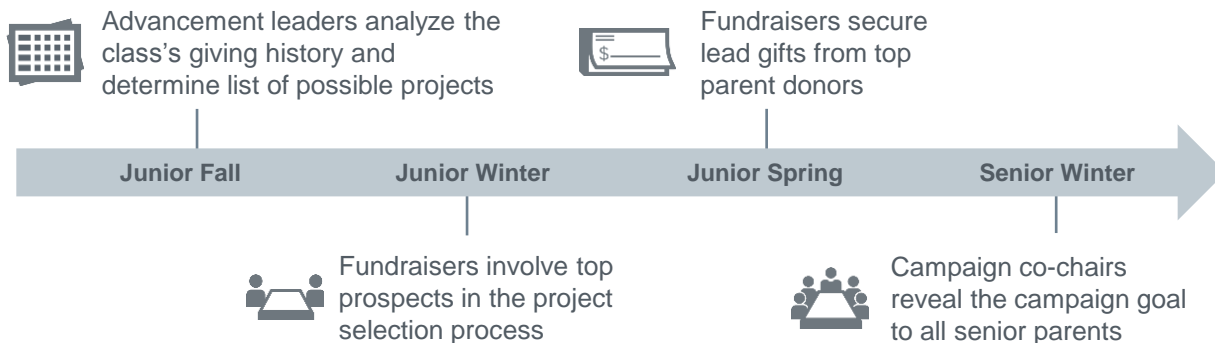 Advancement leaders analyze the
class's giving history and
determine list of possible projects
$
Fundraisers secure
lead gifts from top
parent donors
Junior Fall
Junior Winter
Junior Spring
Senior Winter
Fundraisers involve top
prospects in the project
selection process
Campaign co-chairs
reveal the campaign goal
to all senior parents